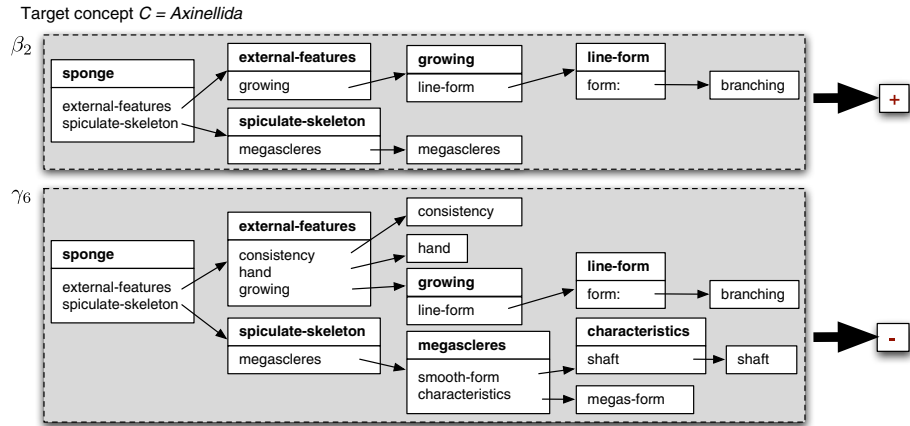 Target concept C = Axinellida
β2
sponge
external-features
spiculate-skeleton
external-features
growing
spiculate-skeleton
megascleres
growing
line-form
megascleres
line-form
form:
branching
+
γ6
sponge
external-features
spiculate-skeleton
external-features
consistency
hand
growing
spiculate-skeleton
megascleres
consistency
hand
growing
line-form
megascleres
smooth-form
characteristics
line-form
form:
branching
characteristics
shaft
shaft
megas-form
-